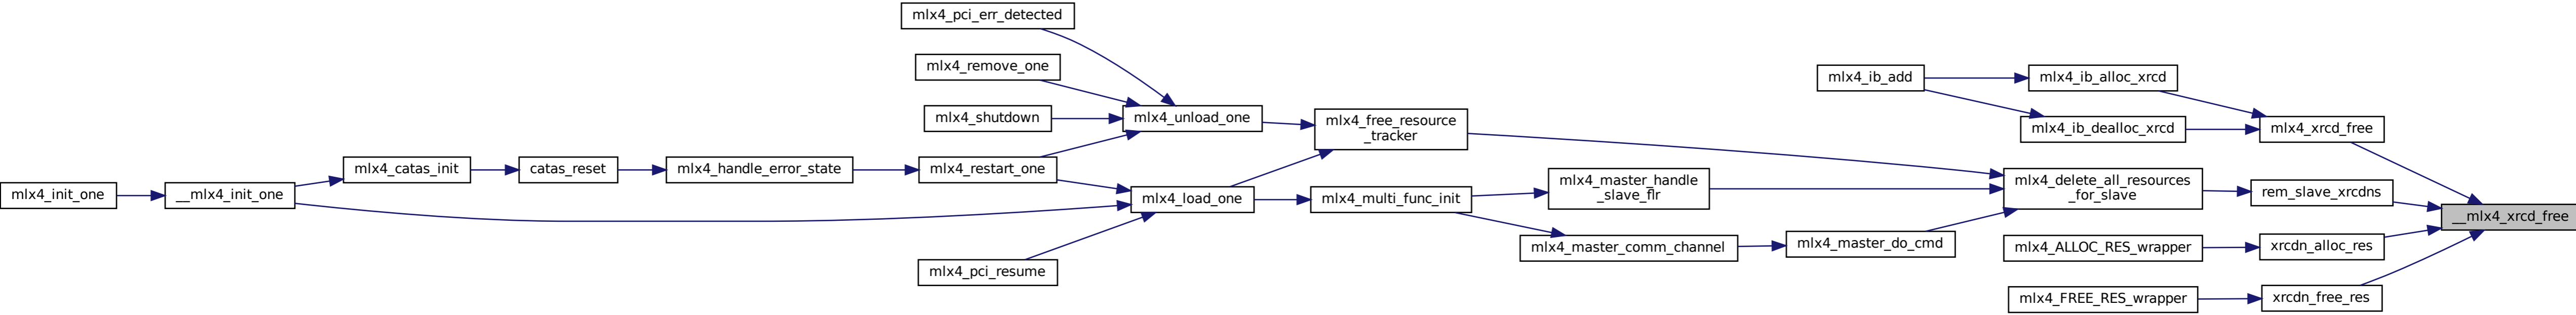 mlx4_pci_err_detected
mlx4_remove_one
mlx4_shutdown
mlx4_unload_one
mlx4_free_resource
_tracker
mlx4_ib_add
mlx4_ib_alloc_xrcd
mlx4_ib_dealloc_xrcd
mlx4_xrcd_free
mlx4_init_one
__mlx4_init_one
mlx4_catas_init
catas_reset
mlx4_handle_error_state
mlx4_restart_one
mlx4_load_one
mlx4_multi_func_init
mlx4_master_handle
_slave_flr
mlx4_delete_all_resources
_for_slave
rem_slave_xrcdns
__mlx4_xrcd_free
mlx4_pci_resume
mlx4_master_comm_channel
mlx4_master_do_cmd
mlx4_ALLOC_RES_wrapper
xrcdn_alloc_res
mlx4_FREE_RES_wrapper
xrcdn_free_res